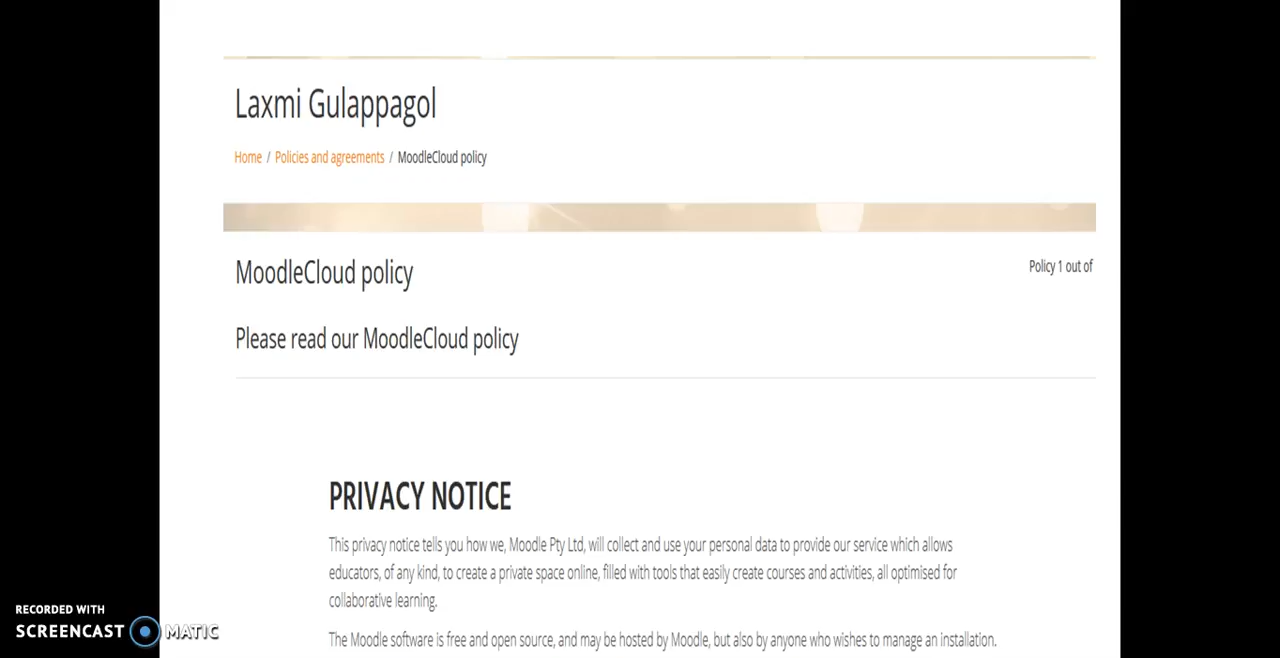 Laxmi Gulappagol
Home / Policies and agreements / MoodleCloud policy
MoodleCloud policy
Policy 1 out of
Please read our MoodleCloud policy
PRIVACY NOTICE
This privacy notice tells you how we, Moodle Pty Ltd, will collect and use your personal data to provide our service which allows
educators, of any kind, to create a private space online, filled with tools that easily create courses and activities, all optimised for
collaborative learning.
The Moodle software is free and open source, and may be hosted by Moodle, but also by anyone who wishes to manage an installation.
RECORDED WITH
SCREENCAST MATIC